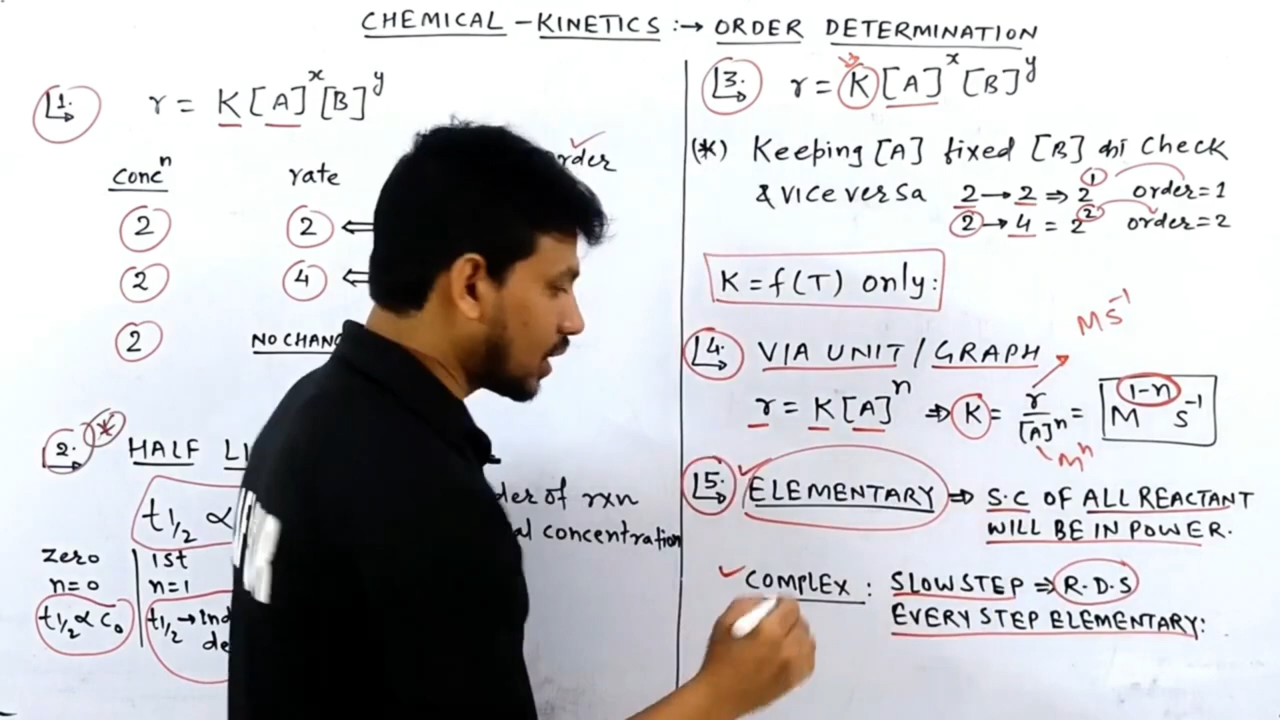 CHEMICAL - KINETICS :→ ORDER DETERMINATION
1. r = K[A]^x[B]^y
conc^n rate order
2 2 ⇐
2 4 ⇐
2 NO CHAN
2. * HALF LI
t1/2 ∝
der of rxn
al concentration
zero | 1st
n=0 | n=1
t1/2 ∝ C0 | t1/2 → Ind
de
3. r = K[A]^x[B]^y
(*) Keeping [A] fixed [B] का Check
& vice versa 2→2 ⇒ 2^1 order=1
2→4 = 2^2 order=2
K = f(T) only:
4. VIA UNIT / GRAPH
MS^-1
r = K[A]^n ⇒ K = r/[A]^n = M^1-n S^-1
M^n
5. ELEMENTARY ⇒ S.C OF ALL REACTANT
WILL BE IN POWER.
COMPLEX : SLOW STEP ⇒ R.D.S
EVERY STEP ELEMENTARY: